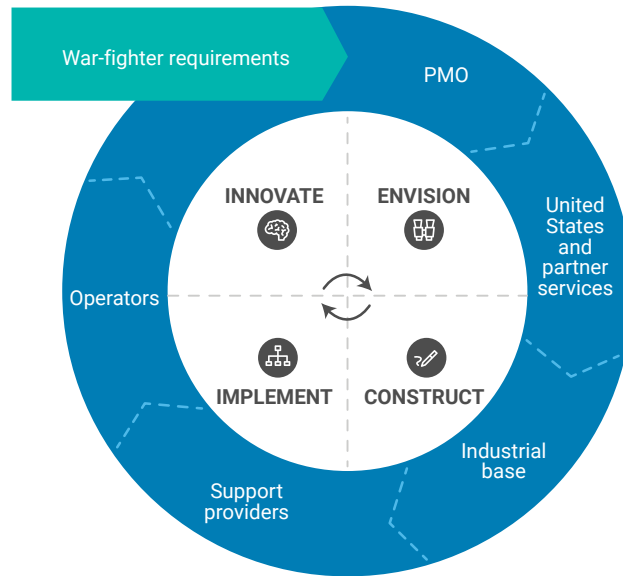 War-fighter requirements
PMO
United
States
and
partner
services
Industrial
base
Support
providers
Operators
INNOVATE
ENVISION
IMPLEMENT
CONSTRUCT